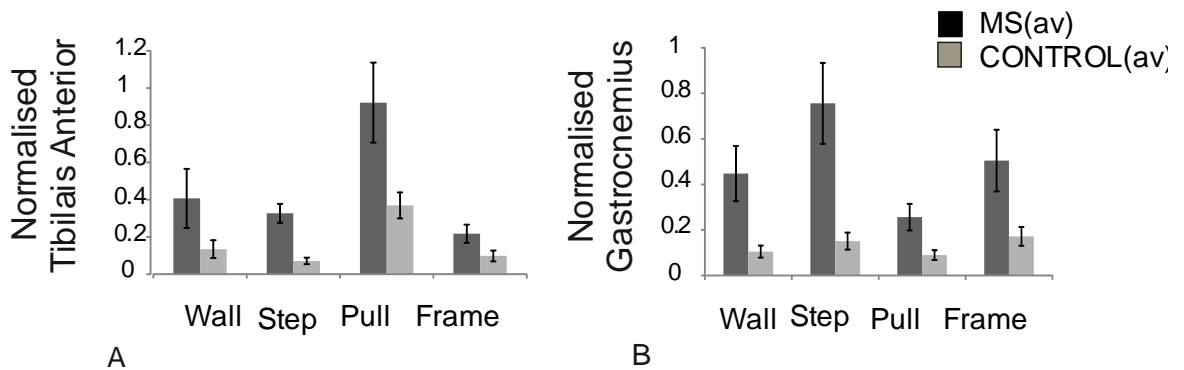 MS(av)
CONTROL(av)
Normalised
Tibilais Anterior
1.2
1
0.8
0.6
0.4
0.2
0
Wall Step Pull Frame
A
Normalised
Gastrocnemius
1
0.8
0.6
0.4
0.2
0
Wall Step Pull Frame
B